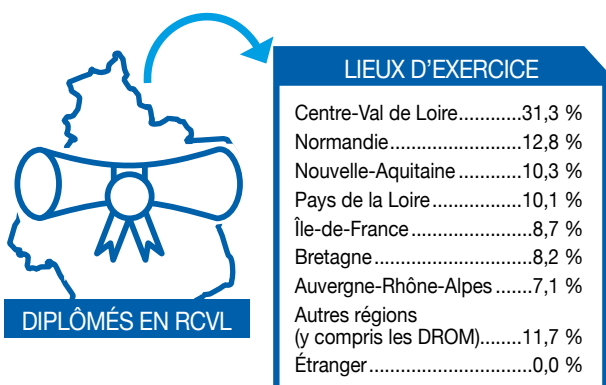 LIEUX D'EXERCICE
Centre-Val de Loire............31,3 %
Normandie.......................12,8 %
Nouvelle-Aquitaine ...........10,3 %
Pays de la Loire................10,1 %
Île-de-France.....................8,7 %
Bretagne...........................8,2 %
Auvergne-Rhône-Alpes .......7,1 %
Autres régions
(y compris les DROM)........11,7 %
Étranger............................0,0 %
DIPLÔMÉS EN RCVL